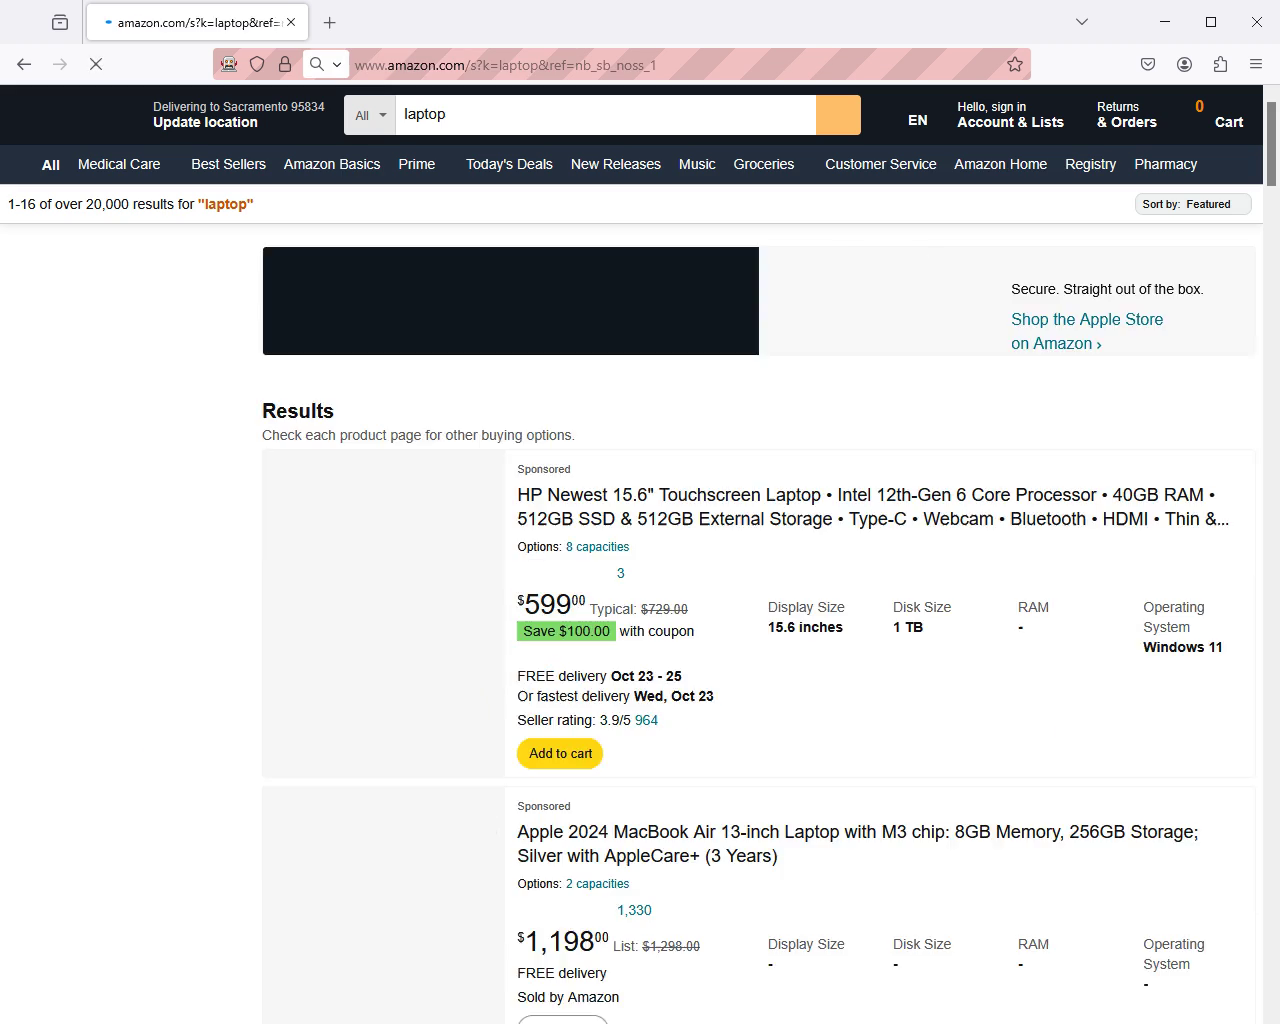 amazon.com/s?k=laptop&ref=
www.amazon.com/s?k=laptop&ref=nb_sb_noss_1
Delivering to Sacramento 95834
Update location
All
laptop
EN
Hello, sign in
Account & Lists
Returns
& Orders
0
Cart
All Medical Care Best Sellers Amazon Basics Prime Today's Deals New Releases Music Groceries Customer Service Amazon Home Registry Pharmacy
1-16 of over 20,000 results for "laptop"
Sort by: Featured
Secure. Straight out of the box.
Shop the Apple Store
on Amazon ›
Results
Check each product page for other buying options.
Sponsored
HP Newest 15.6" Touchscreen Laptop • Intel 12th-Gen 6 Core Processor • 40GB RAM •
512GB SSD & 512GB External Storage • Type-C • Webcam • Bluetooth • HDMI • Thin &...
Options: 8 capacities
3
$59900 Typical: $729.00
Save $100.00 with coupon
Display Size
15.6 inches
Disk Size
1 TB
RAM
-
Operating
System
Windows 11
FREE delivery Oct 23 - 25
Or fastest delivery Wed, Oct 23
Seller rating: 3.9/5 964
Add to cart
Sponsored
Apple 2024 MacBook Air 13-inch Laptop with M3 chip: 8GB Memory, 256GB Storage;
Silver with AppleCare+ (3 Years)
Options: 2 capacities
1,330
$1,19800 List: $1,298.00
Display Size
-
Disk Size
-
RAM
-
Operating
System
-
FREE delivery
Sold by Amazon